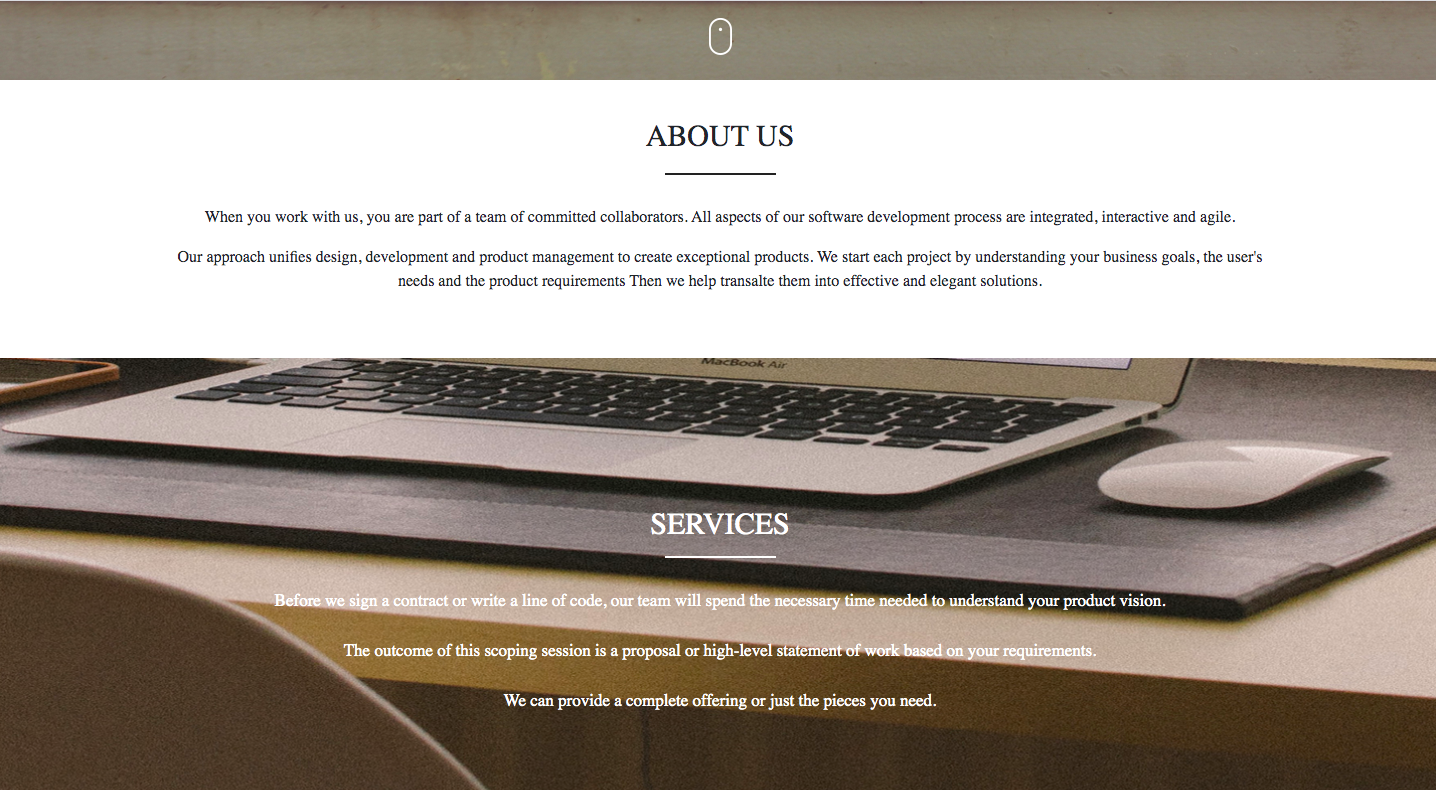 ABOUT US
When you work with us, you are part of a team of committed collaborators. All aspects of our software development process are integrated, interactive and agile.
Our approach unifies design, development and product management to create exceptional products. We start each project by understanding your business goals, the user's
needs and the product requirements Then we help transalte them into effective and elegant solutions.
MacBook Air
SERVICES
Before we sign a contract or write a line of code, our team will spend the necessary time needed to understand your product vision.
The outcome of this scoping session is a proposal or high-level statement of work based on your requirements.
We can provide a complete offering or just the pieces you need.